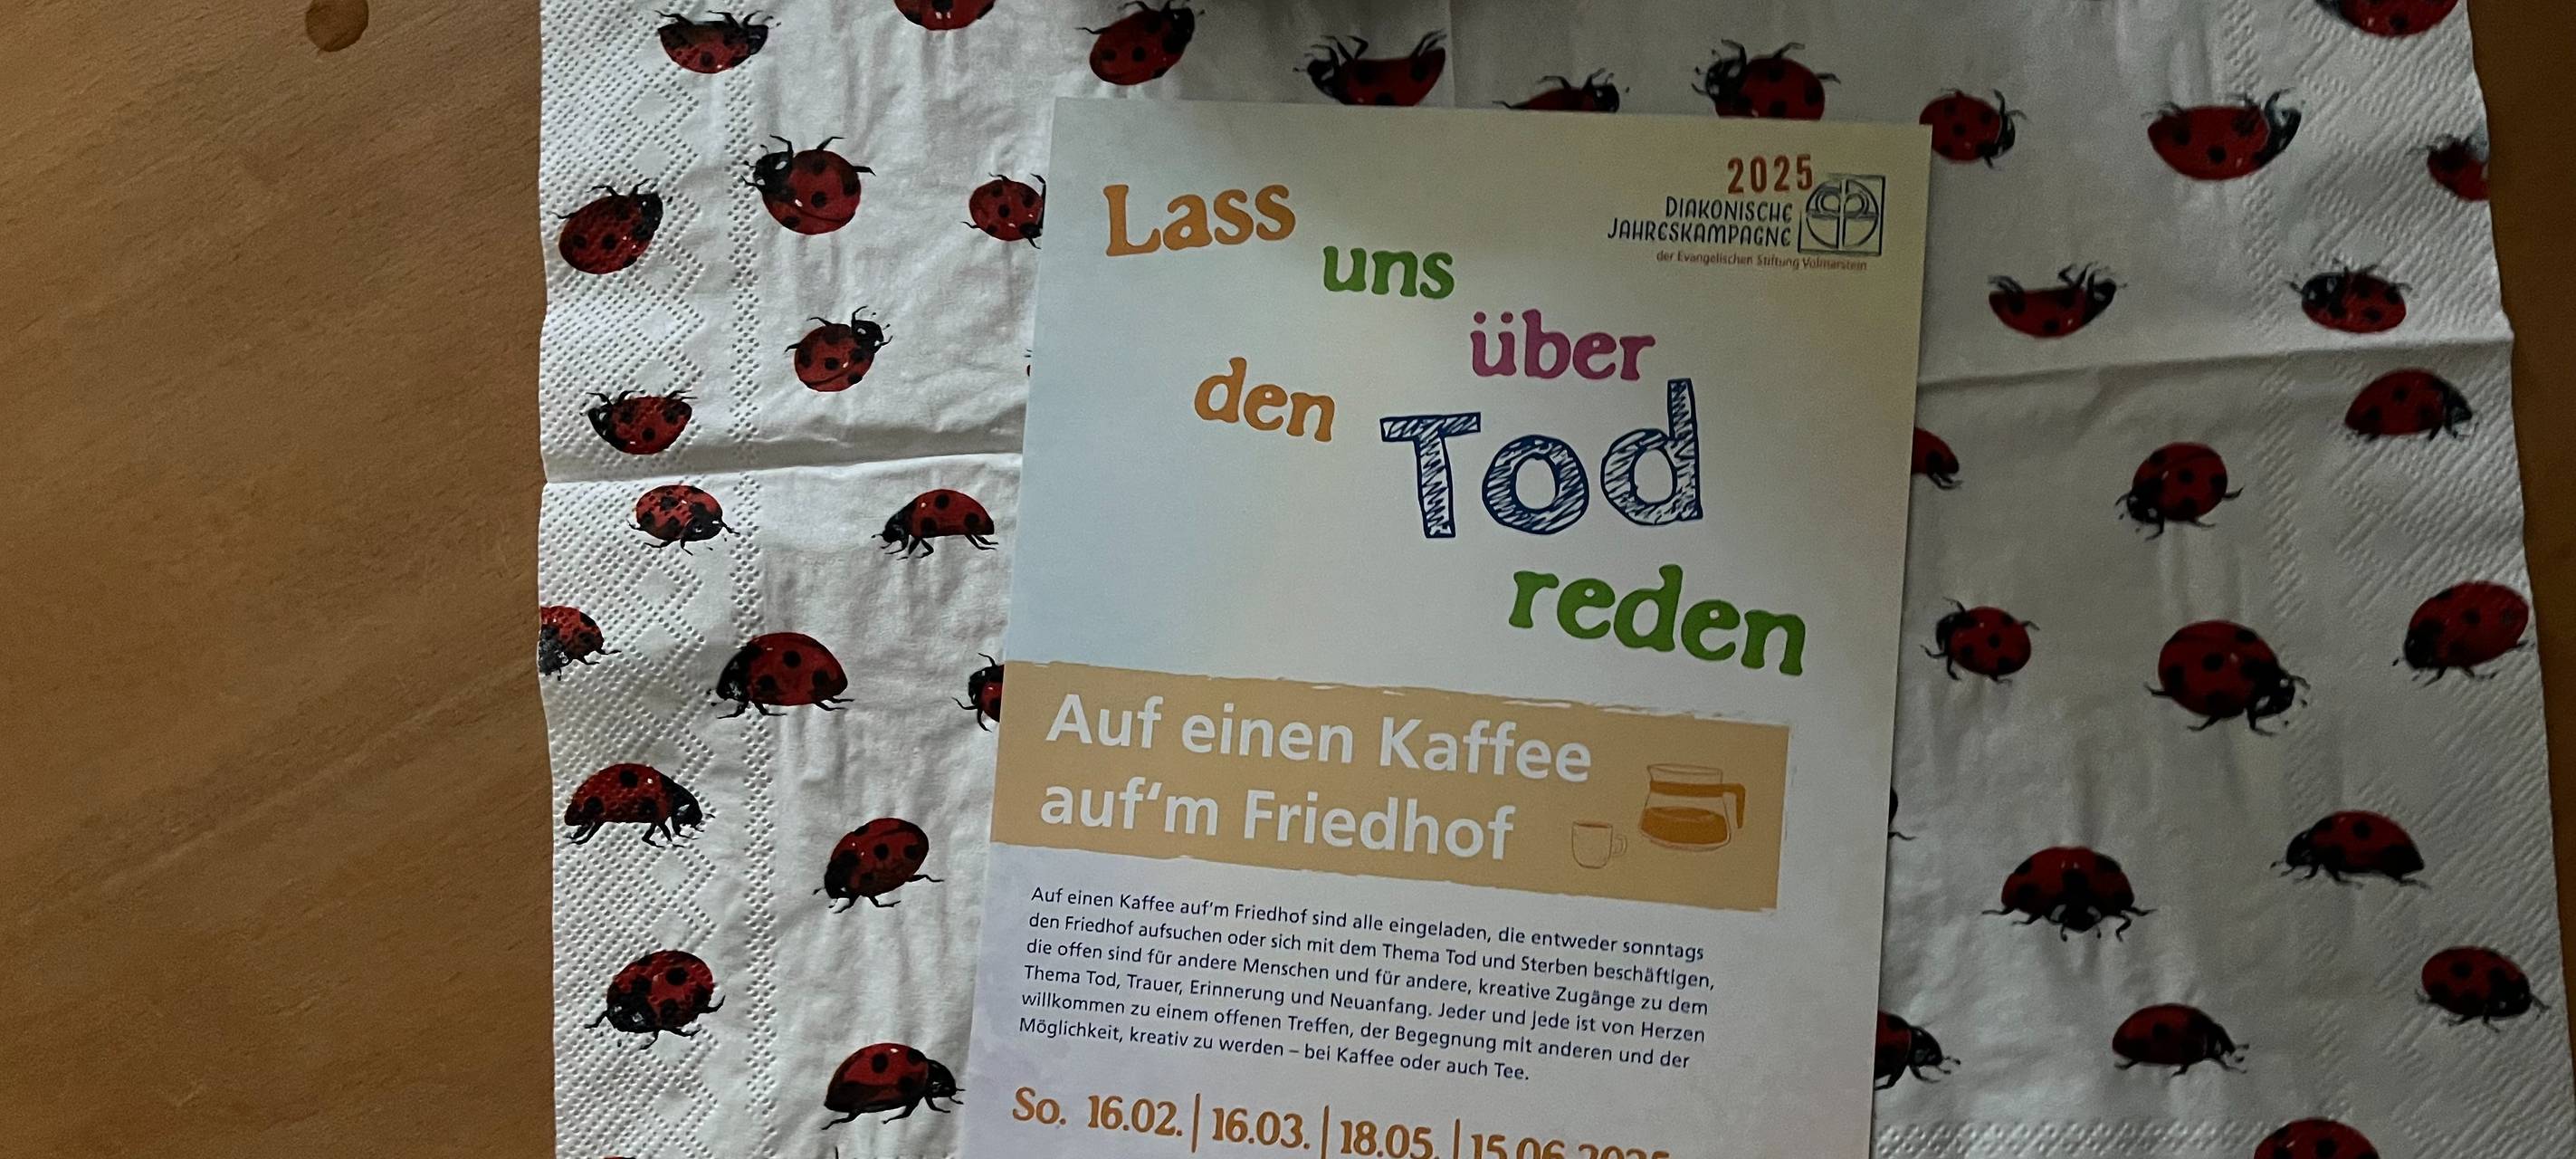 2025
DIAKONISCHE
JAHRESKAMPAGNE
der Evangelischen Stiftung Volmarstein
Lass
uns
über
den
Tod
reden
Auf einen Kaffee
auf'm Friedhof
Auf einen Kaffee auf'm Friedhof sind alle eingeladen, die entweder sonntags
den Friedhof aufsuchen oder sich mit dem Thema Tod und Sterben beschäftigen,
die offen sind für andere Menschen und für andere, kreative Zugänge zu dem
Thema Tod, Trauer, Erinnerung und Neuanfang. Jeder und jede ist von Herzen
willkommen zu einem offenen Treffen, der Begegnung mit anderen und der
Möglichkeit, kreativ zu werden – bei Kaffee oder auch Tee.
So. 16.02. | 16.03. | 18.05. | 15.06.2025